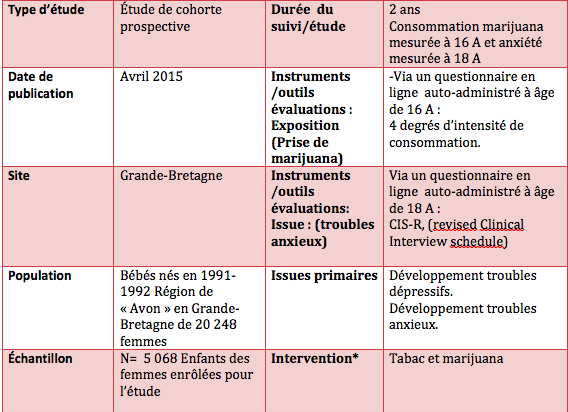 Type d'étude
Étude de cohorte
prospective
Durée du
suivi/étude
2 ans
Consommation marijuana
mesurée à 16 A et anxiété
mesurée à 18 A
Date de
publication
Avril 2015
Instruments
/outils
évaluations :
Exposition
(Prise de
marijuana)
-Via un questionnaire en
ligne auto-administré à âge
de 16 A :
4 degrés d'intensité de
consommation.
Site
Grande-Bretagne
Instruments
/outils
évaluations:
Issue : (troubles
anxieux)
Via un questionnaire en
ligne auto-administré à âge
de 18 A :
CIS-R, (revised Clinical
Interview schedule)
Population
Bébés nés en 1991-
1992 Région de
« Avon » en Grande-
Bretagne de 20 248
femmes
Issues primaires
Développement troubles
dépressifs.
Développement troubles
anxieux.
Échantillon
N= 5 068 Enfants des
femmes enrôlées pour
l'étude
Intervention*
Tabac et marijuana